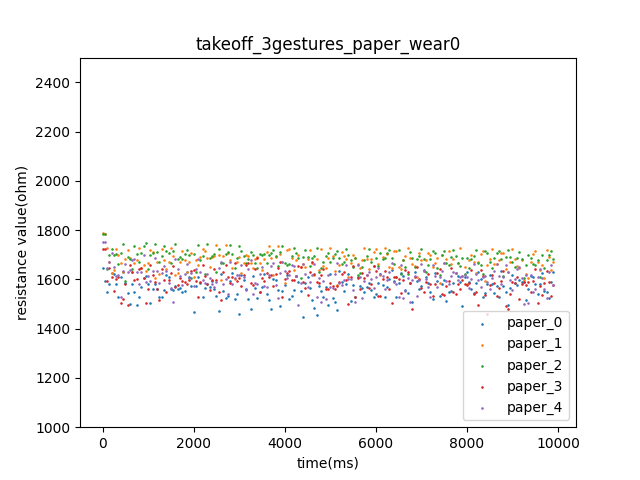 takeoff_3gestures_paper_wear0
resistance value(ohm)
2400
2200
2000
1800
1600
1400
1200
1000
0
2000
4000
6000
8000
10000
time(ms)
paper_0
paper_1
paper_2
paper_3
paper_4